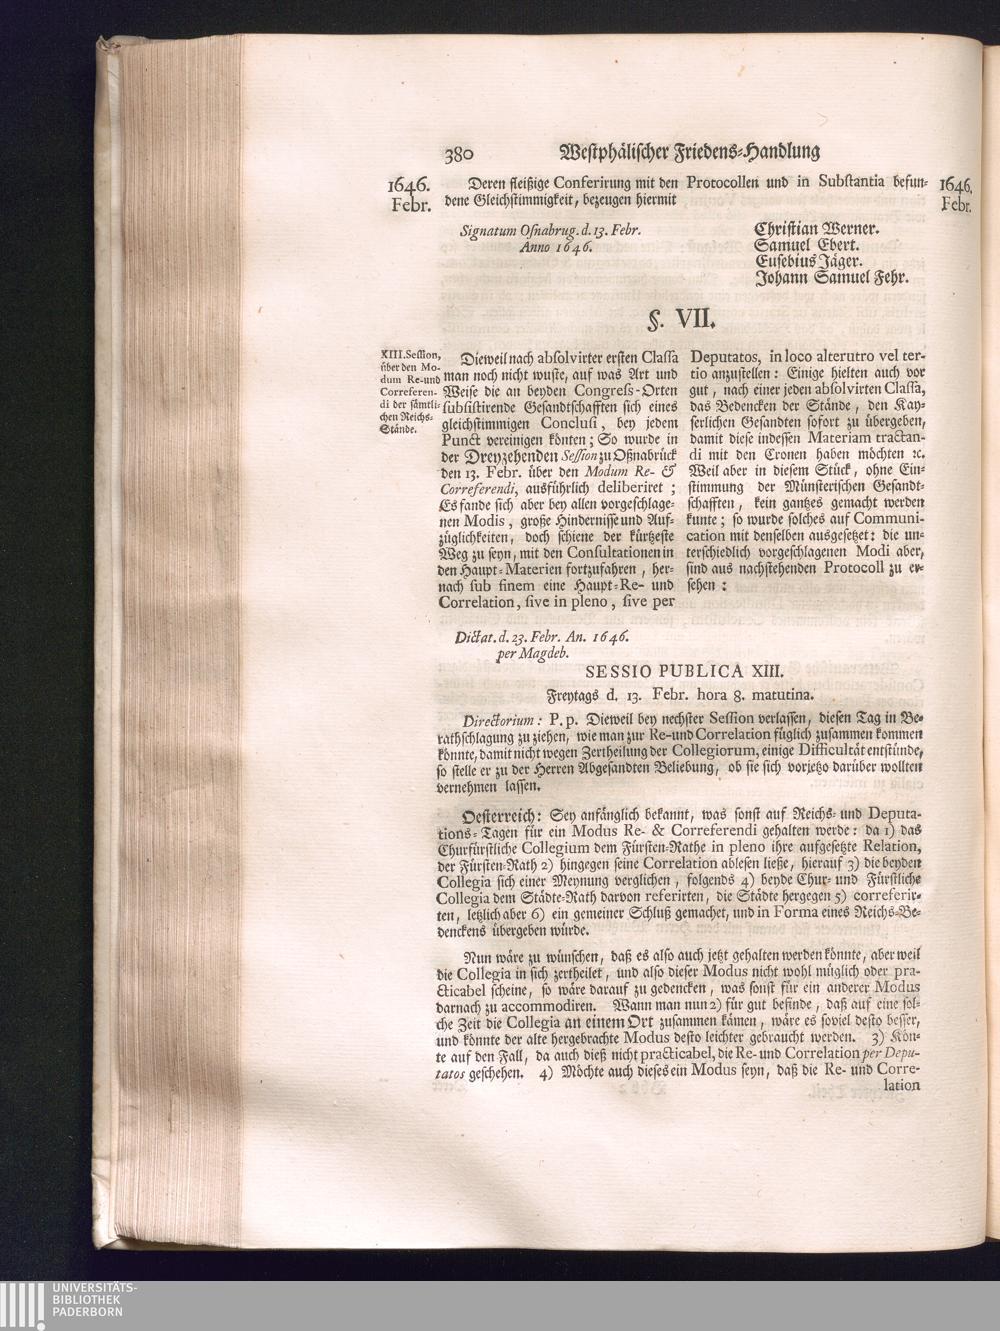 380 Westphälischer Friedens-Handlung
1646. Febr.
1646. Febr.
Deren fleißige Conferirung mit den Protocollen und in Substantia befun-
dene Gleichstimmigkeit, bezeugen hiermit
Signatum Osnabrug. d. 13. Febr.
Anno 1646.
Christian Werner.
Samuel Ebert.
Eusebius Jäger.
Johann Samuel Fehr.
§. VII.
XIII. Session,
über den Mo-
dum Re- und
Correferen-
di der sämtli-
chen Reichs-
Stände.
Dieweil nach absolvirter ersten Classa
man noch nicht wuste, auf was Art und
Weise die an beyden Congress-Orten
subsistirende Gesandtschafften sich eines
gleichstimmigen Conclusi, bey jedem
Punct vereinigen könten; So wurde in
der Dreyzehenden Session zu Oßnabrück
den 13. Febr. über den Modum Re- &
Correferendi, ausführlich deliberiret;
Es fande sich aber bey allen vorgeschlage-
nen Modis, große Hindernisse und Auf-
züglichkeiten, doch schiene der kürtzeste
Weg zu seyn, mit den Consultationen in
den Haupt-Materien fortzufahren, her-
nach sub finem eine Haupt-Re- und
Correlation, sive in pleno, sive per
Deputatos, in loco alterutro vel ter-
tio anzustellen: Einige hielten auch vor
gut, nach einer jeden absolvirten Classa,
das Bedencken der Stände, den Kay-
serlichen Gesandten sofort zu übergeben,
damit diese indessen Materiam tractan-
di mit den Cronen haben möchten ꝛc.
Weil aber in diesem Stück, ohne Ein-
stimmung der Münsterischen Gesandt-
schafften, kein gantzes gemacht werden
kunte; so wurde solches auf Communi-
cation mit denselben ausgesetzet: die un-
terschiedlich vorgeschlagenen Modi aber,
sind aus nachstehenden Protocoll zu er-
sehen:
Dictat. d. 23. Febr. An. 1646.
per Magdeb.
SESSIO PUBLICA XIII.
Freytags d. 13. Febr. hora 8. matutina.
Directorium: P. p. Dieweil bey nechster Session verlassen, diesen Tag in Be-
rathschlagung zu ziehen, wie man zur Re- und Correlation füglich zusammen kommen
könnte, damit nicht wegen Zertheilung der Collegiorum, einige Difficultät entstünde,
so stelle er zu der Herren Abgesandten Beliebung, ob sie sich vorjetzo darüber wollten
vernehmen lassen.
Oesterreich: Sey anfänglich bekannt, was sonst auf Reichs- und Deputa-
tions-Tagen für ein Modus Re- & Correferendi gehalten werde: da 1) das
Churfürstliche Collegium dem Fürsten-Rathe in pleno ihre aufgesetzte Relation,
der Fürsten-Rath 2) hingegen seine Correlation ablesen ließe, hierauf 3) die beyden
Collegia sich einer Meynung verglichen, folgends 4) beyde Chur- und Fürstliche
Collegia dem Städte-Rath darvon referirten, die Städte hergegen 5) correferir-
ten, letzlich aber 6) ein gemeiner Schluß gemachet, und in Forma eines Reichs-Be-
denckens übergeben würde.
Nun wäre zu wünschen, daß es also auch jetzt gehalten werden könnte, aber weil
die Collegia in sich zertheilet, und also dieser Modus nicht wohl müglich oder pra-
cticabel scheine, so wäre darauf zu gedencken, was sonst für ein anderer Modus
darnach zu accommodiren. Wann man nun 2) für gut befinde, daß auf eine sol-
che Zeit die Collegia an einem Ort zusammen kämen, wäre es soviel desto besser,
und könnte der alte hergebrachte Modus desto leichter gebraucht werden. 3) Kön-
te auf den Fall, da auch dieß nicht practicabel, die Re- und Correlation per Depu-
tatos geschehen. 4) Möchte auch dieses ein Modus seyn, daß die Re- und Corre-
lation
UNIVERSITÄTS-
BIBLIOTHEK
PADERBORN